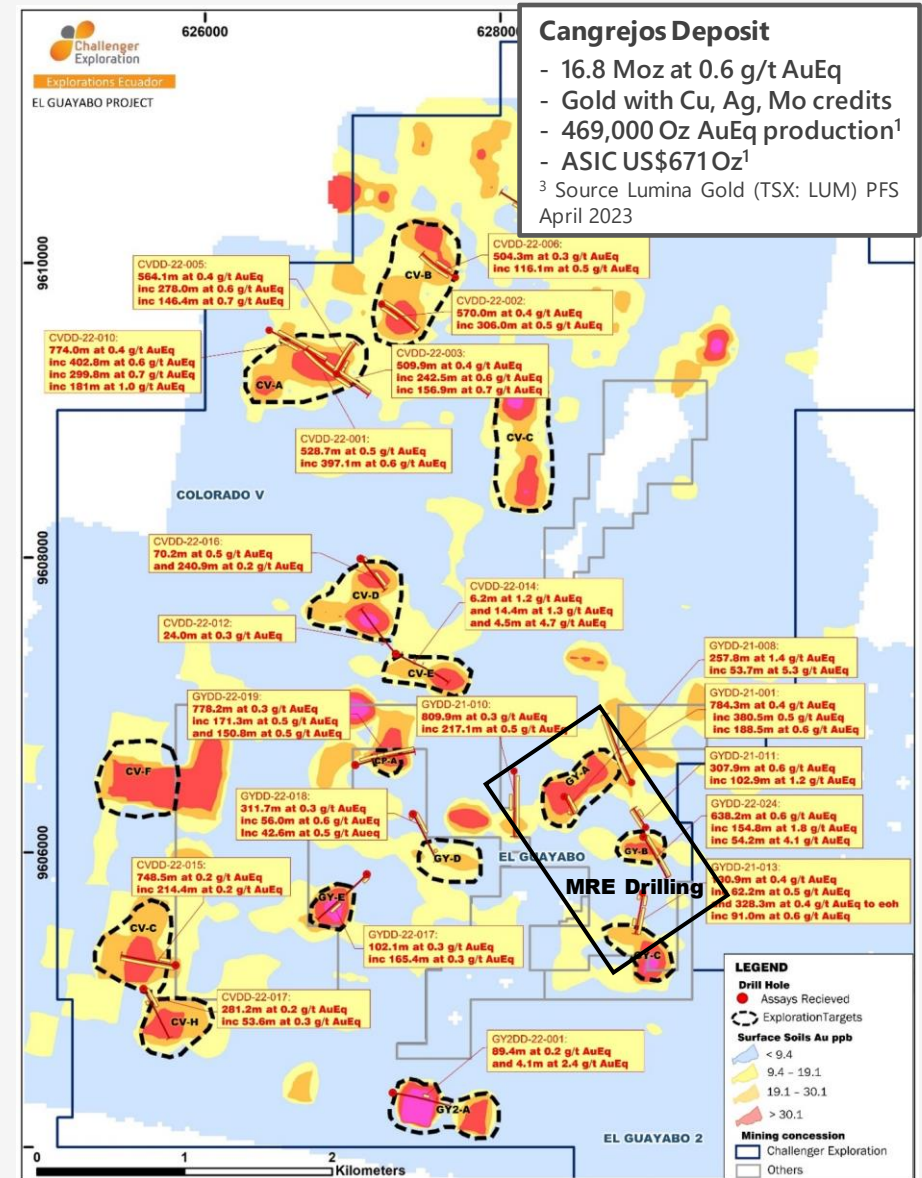 Challenger
Exploration
Explorations Ecuador
EL GUAYABO PROJECT
626000
628000
Cangrejos Deposit
- 16.8 Moz at 0.6 g/t AuEq
- Gold with Cu, Ag, Mo credits
- 469,000 Oz AuEq production¹
- ASIC US$671 Oz¹
³ Source Lumina Gold (TSX: LUM) PFS
April 2023
9610000
CVDD-22-006:
504.3m at 0.3 g/t AuEq
inc 116.1m at 0.5 g/t AuEq
CV-B
CVDD-22-005:
564.1m at 0.4 g/t AuEq
inc 278.0m at 0.6 g/t AuEq
inc 146.4m at 0.7 g/t AuEq
CVDD-22-002:
570.0m at 0.4 g/t AuEq
inc 306.0m at 0.5 g/t AuEq
CVDD-22-010:
774.0m at 0.4 g/t AuEq
inc 402.8m at 0.6 g/t AuEq
inc 299.8m at 0.7 g/t AuEq
inc 181m at 1.0 g/t AuEq
CVDD-22-003:
509.9m at 0.4 g/t AuEq
inc 242.5m at 0.6 g/t AuEq
inc 156.9m at 0.7 g/t AuEq
CV-A
CVDD-22-001:
528.7m at 0.5 g/t AuEq
inc 397.1m at 0.6 g/t AuEq
CV-C
COLORADO V
9608000
CVDD-22-016:
70.2m at 0.5 g/t AuEq
and 240.9m at 0.2 g/t AuEq
CV-D
CVDD-22-014:
6.2m at 1.2 g/t AuEq
and 14.4m at 1.3 g/t AuEq
and 4.5m at 4.7 g/t AuEq
CVDD-22-012:
24.0m at 0.3 g/t AuEq
CV-E
GYDD-21-008:
257.8m at 1.4 g/t AuEq
inc 53.7m at 5.3 g/t AuEq
GYDD-22-019:
778.2m at 0.3 g/t AuEq
inc 171.3m at 0.5 g/t AuEq
and 150.8m at 0.5 g/t AuEq
GYDD-21-010:
809.9m at 0.3 g/t AuEq
inc 217.1m at 0.5 g/t AuEq
GYDD-21-001:
784.3m at 0.4 g/t AuEq
inc 380.5m 0.5 g/t AuEq
inc 188.5m at 0.6 g/t AuEq
CP-A
CV-F
GY-A
GYDD-21-011:
307.9m at 0.6 g/t AuEq
inc 102.9m at 1.2 g/t AuEq
GYDD-22-018:
311.7m at 0.3 g/t AuEq
inc 56.0m at 0.6 g/t AuEq
inc 42.6m at 0.5 g/t Aueq
GYDD-22-024:
638.2m at 0.6 g/t AuEq
inc 154.8m at 1.8 g/t AuEq
inc 54.2m at 4.1 g/t AuEq
9606000
GY-D
EL GUAYABO
GY-B
CVDD-22-015:
748.5m at 0.2 g/t AuEq
inc 214.4m at 0.2 g/t AuEq
MRE Drilling
GYDD-21-013:
30.9m at 0.4 g/t AuEq
62.2m at 0.5 g/t AuEq
and 328.3m at 0.4 g/t AuEq to eoh
inc 91.0m at 0.6 g/t AuEq
GY-E
CV-C
GYDD-22-017:
102.1m at 0.3 g/t AuEq
inc 165.4m at 0.3 g/t AuEq
GY-C
CVDD-22-017:
281.2m at 0.2 g/t AuEq
inc 53.6m at 0.3 g/t AuEq
CV-H
GY2DD-22-001:
89.4m at 0.2 g/t AuEq
and 4.1m at 2.4 g/t AuEq
GY2-A
EL GUAYABO 2
0 1 2
Kilometers
LEGEND
Drill Hole
Assays Recieved
ExplorationTargets
Surface Soils Au ppb
< 9.4
9.4 – 19.1
19.1 – 30.1
> 30.1
Mining concession
Challenger Exploration
Others